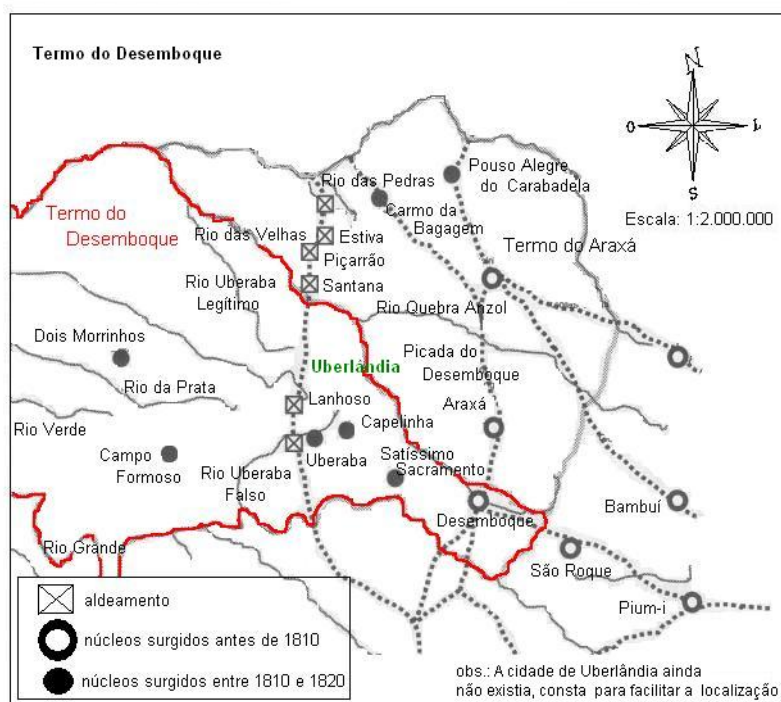 Termo do Desemboque
N
O
L
S
Escala: 1:2.000.000
Pouso Alegre
do Carabadela
Rio das Pedras
Carmo da
Bagagem
Termo do
Desemboque
Rio das Velhas
Estiva
Piçarrão
Santana
Termo do Araxá
Rio Uberaba
Legítimo
Rio Quebra Anzol
Dois Morrinhos
Uberlândia
Picada do
Desemboque
Rio da Prata
Lanhoso
Araxá
Rio Verde
Capelinha
Uberaba
Campo
Formoso
Satíssimo
Sacramento
Rio Uberaba
Falso
Desemboque
Bambuí
Rio Grande
São Roque
Pium-i
aldeamento
núcleos surgidos antes de 1810
núcleos surgidos entre 1810 e 1820
obs.: A cidade de Uberlândia ainda
não existia, consta para facilitar a localização